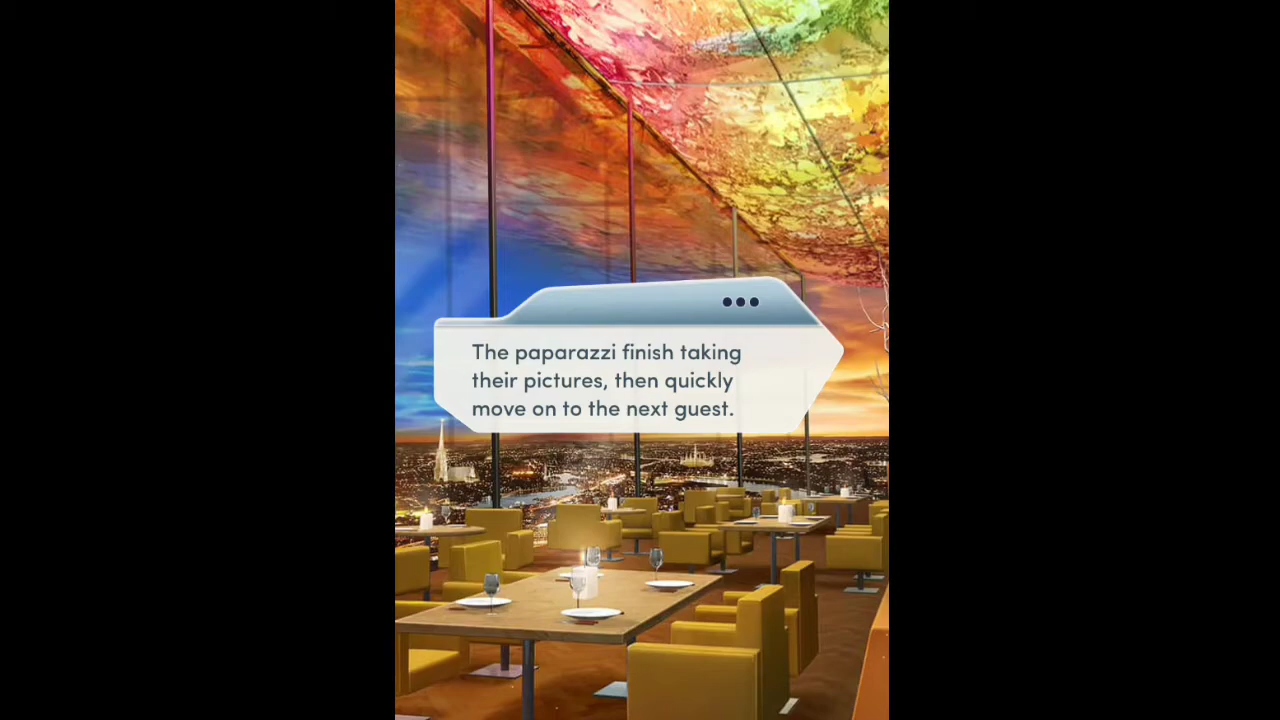 The paparazzi finish taking
their pictures, then quickly
move on to the next guest.